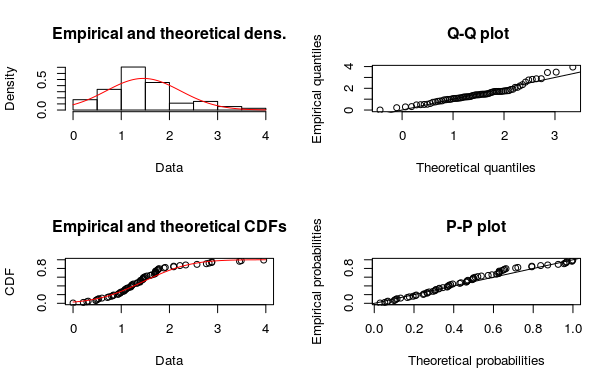 Empirical and theoretical dens.
Density
0.0 0.5
0 1 2 3 4
Data
Q-Q plot
Empirical quantiles
0 2 4
0 1 2 3
Theoretical quantiles
Empirical and theoretical CDFs
CDF
0.0 0.8
0 1 2 3 4
Data
P-P plot
Empirical probabilities
0.0 0.8
0.0 0.2 0.4 0.6 0.8 1.0
Theoretical probabilities